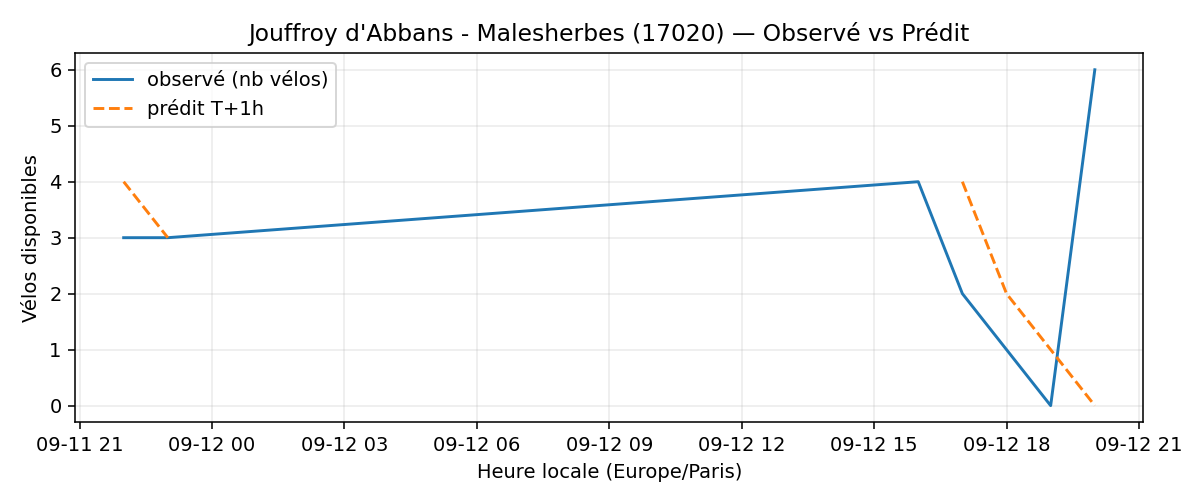 Jouffroy d'Abbans - Malesherbes (17020) — Observé vs Prédit
observé (nb vélos)
prédit T+1h
Vélos disponibles
6
5
4
3
2
1
0
09-11 21 09-12 00 09-12 03 09-12 06 09-12 09 09-12 12 09-12 15 09-12 18 09-12 21
Heure locale (Europe/Paris)